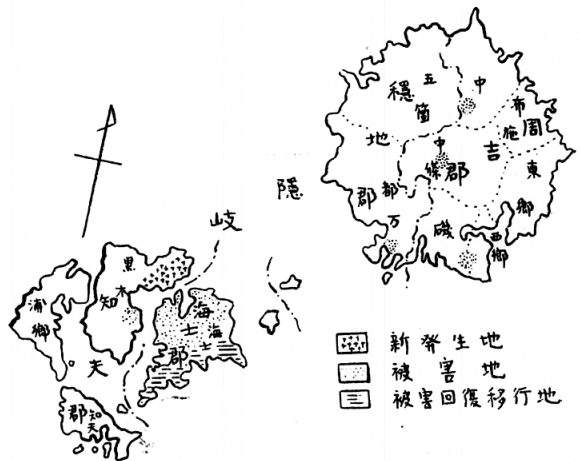 隠岐
穏地郡
周吉郡
五箇
中
布施
中條
東郷
都万
磯
西郷
海士郡
海士
知夫郡
黒木
浦郷
知夫
新発生地
被害地
被害回復移行地